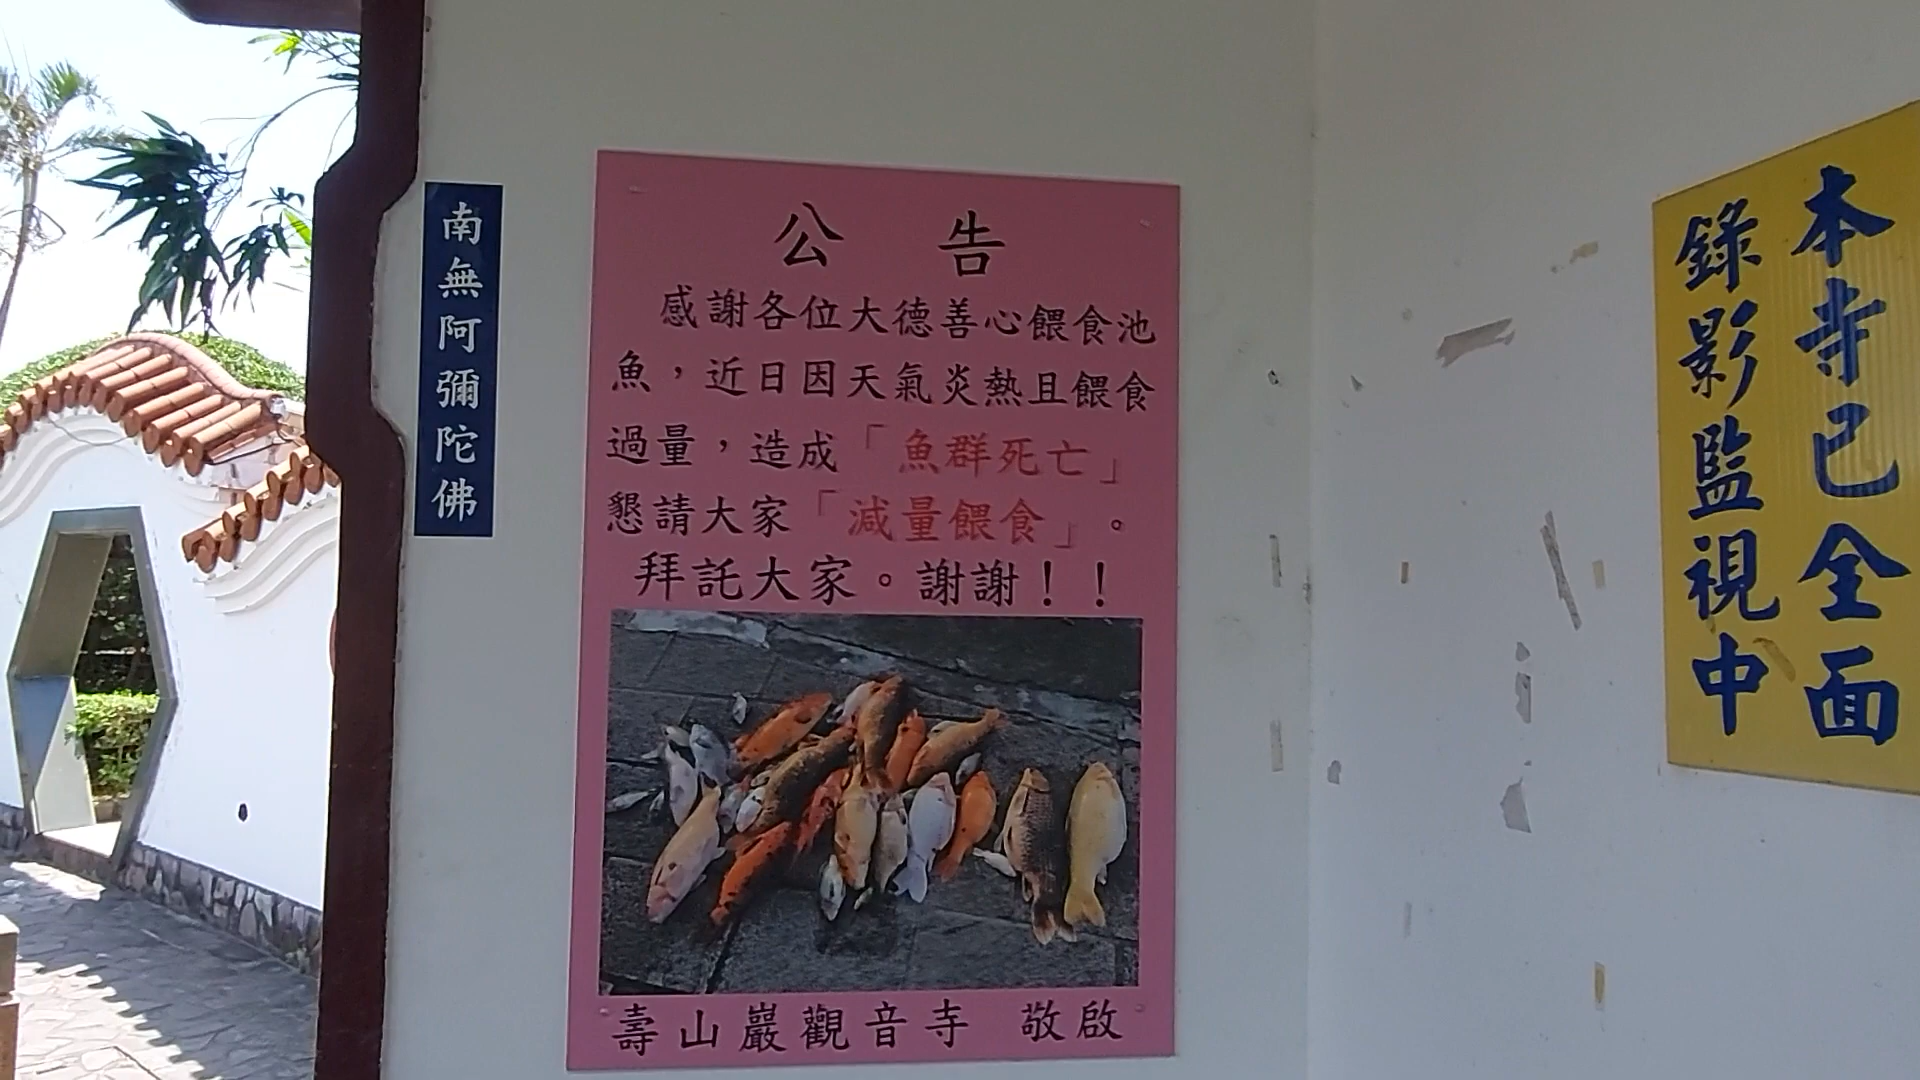 南無阿彌陀佛
公告
感謝各位大德善心餵食池
魚，近日因天氣炎熱且餵食
過量，造成「魚群死亡」
懇請大家「減量餵食」。
拜託大家。謝謝！！
壽山巖觀音寺 敬啟
本寺已全面
錄影監視中